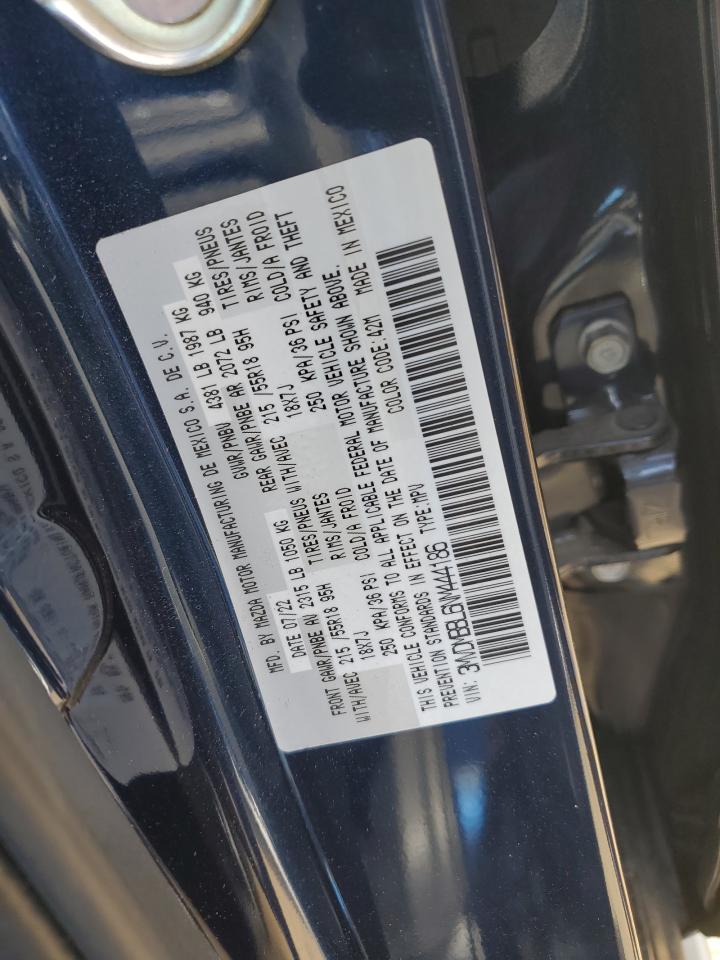 MFD. BY MAZDA MOTOR MANUFACTURING DE MEXICO S.A. DE C.V.
DATE: 07/22 GVWR/PNBV 4381 LB 1987 KG
FRONT GAWR/PNBE AV 2315 LB 1050 KG GWWR/PNBE AR 2072 LB 940 KG
WITH/AVEC 215 /55R18 95H TIRES/PNEUS REAR GAWR/PNBE AR 2072 LB 940 KG
18X7J RIMS/JANTES WITH/AVEC 215 /55R18 95H TIRES/PNEUS
250 KPA/36 PSI COLD/A FROID 18X7J RIMS/JANTES
250 KPA/36 PSI COLD/A FROID
THIS VEHICLE CONFORMS TO ALL APPLICABLE FEDERAL MOTOR VEHICLE SAFETY AND THEFT
PREVENTION STANDARDS IN EFFECT ON THE DATE OF MANUFACTURE SHOWN ABOVE.
VIN: 3MVDMBBL6NM444186 TYPE:MPV COLOR CODE:42M MADE IN MEXICO